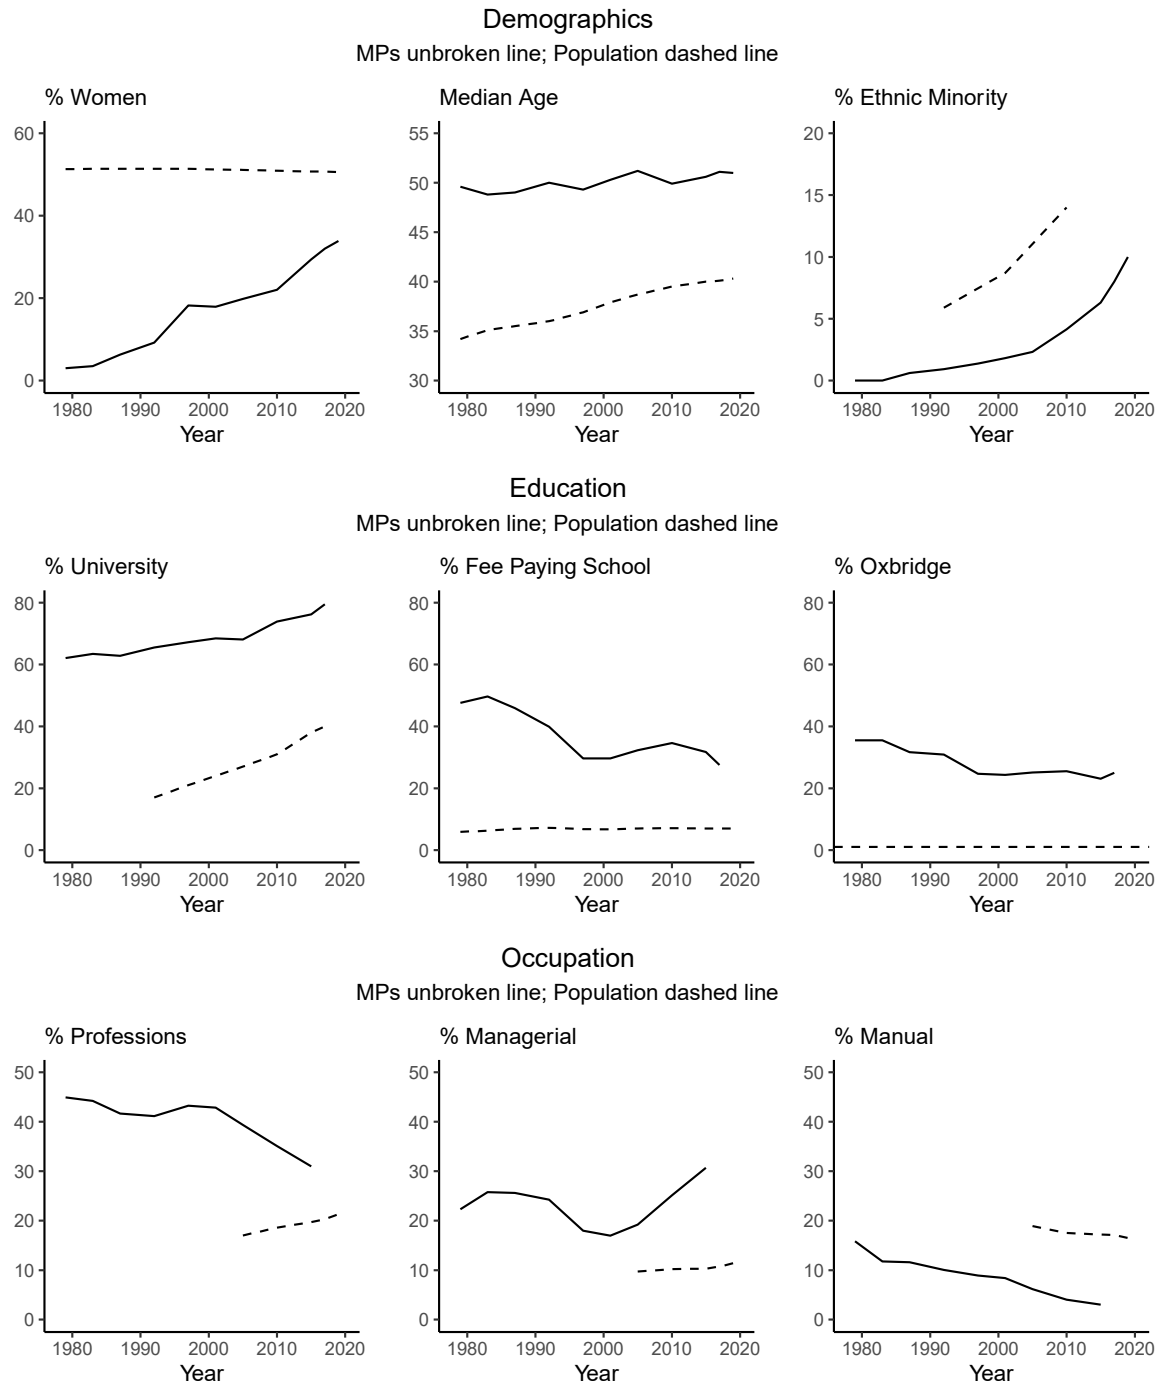 Demographics
MPs unbroken line; Population dashed line
% Women
Median Age
% Ethnic Minority
60
40
20
0
1980 1990 2000 2010 2020
Year
55
50
45
40
35
30
1980 1990 2000 2010 2020
Year
20
15
10
5
0
1980 1990 2000 2010 2020
Year
Education
MPs unbroken line; Population dashed line
% University
% Fee Paying School
% Oxbridge
80
60
40
20
0
1980 1990 2000 2010 2020
Year
80
60
40
20
0
1980 1990 2000 2010 2020
Year
80
60
40
20
0
1980 1990 2000 2010 2020
Year
Occupation
MPs unbroken line; Population dashed line
% Professions
% Managerial
% Manual
50
40
30
20
10
0
1980 1990 2000 2010 2020
Year
50
40
30
20
10
0
1980 1990 2000 2010 2020
Year
50
40
30
20
10
0
1980 1990 2000 2010 2020
Year